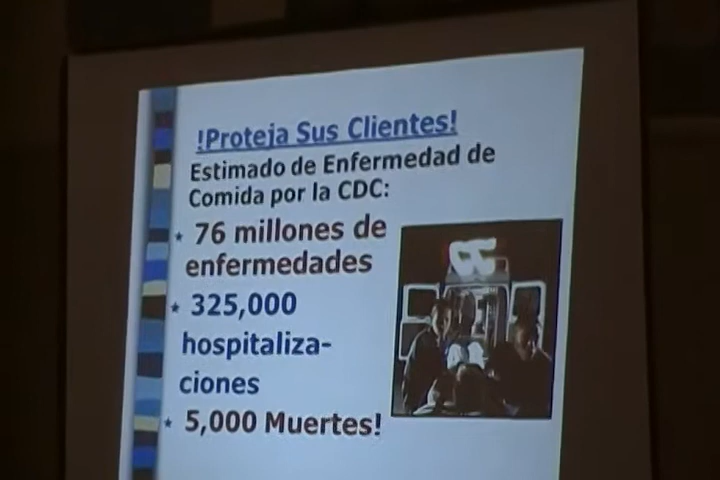 !Proteja Sus Clientes!
Estimado de Enfermedad de
Comida por la CDC:
* 76 millones de
enfermedades
* 325,000
hospitaliza-
ciones
* 5,000 Muertes!